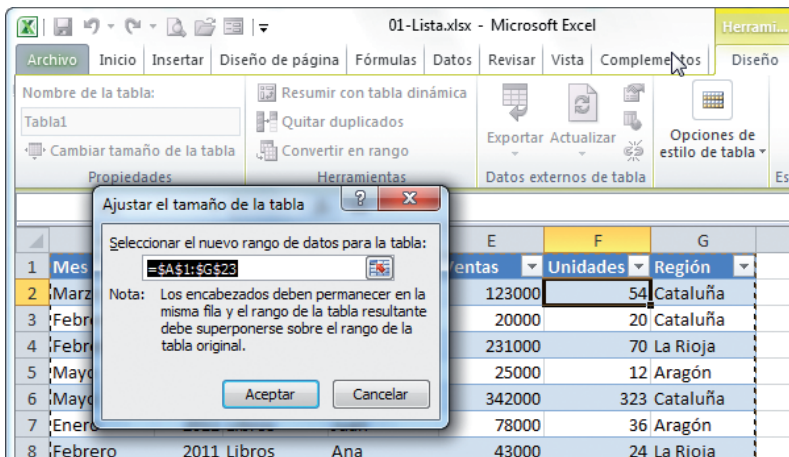 01-Lista.xlsx - Microsoft Excel
Herrami...
Archivo Inicio Insertar Diseño de página Fórmulas Datos Revisar Vista Complementos Diseño
Nombre de la tabla:
Tabla1
Cambiar tamaño de la tabla
Propiedades
Resumir con tabla dinámica
Quitar duplicados
Convertir en rango
Herramientas
Exportar Actualizar
Datos externos de tabla
Opciones de
estilo de tabla
Es
Ajustar el tamaño de la tabla
Seleccionar el nuevo rango de datos para la tabla:
=$A$1:$G$23
Nota: Los encabezados deben permanecer en la
misma fila y el rango de la tabla resultante
debe superponerse sobre el rango de la
tabla original.
Aceptar Cancelar
E F G
1 Mes entas Unidades Región
2 Marz 123000 54 Cataluña
3 Febr 20000 20 Cataluña
4 Febr 231000 70 La Rioja
5 Mayo 25000 12 Aragón
6 Mayo 342000 323 Cataluña
7 Enero 78000 36 Aragón
8 Febrero 2011 Libros Ana 43000 24 La Rioja